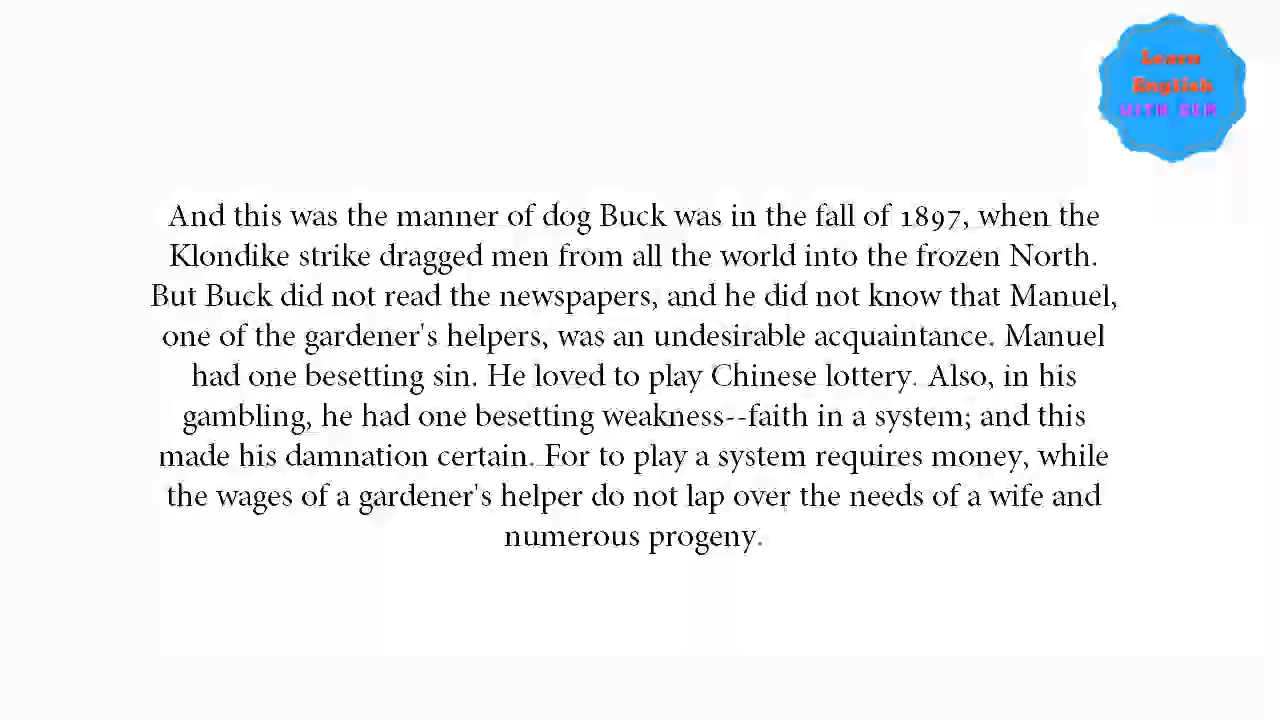 Learn
English
WITH GEM
And this was the manner of dog Buck was in the fall of 1897, when the
Klondike strike dragged men from all the world into the frozen North.
But Buck did not read the newspapers, and he did not know that Manuel,
one of the gardener's helpers, was an undesirable acquaintance. Manuel
had one besetting sin. He loved to play Chinese lottery. Also, in his
gambling, he had one besetting weakness--faith in a system; and this
made his damnation certain. For to play a system requires money, while
the wages of a gardener's helper do not lap over the needs of a wife and
numerous progeny.